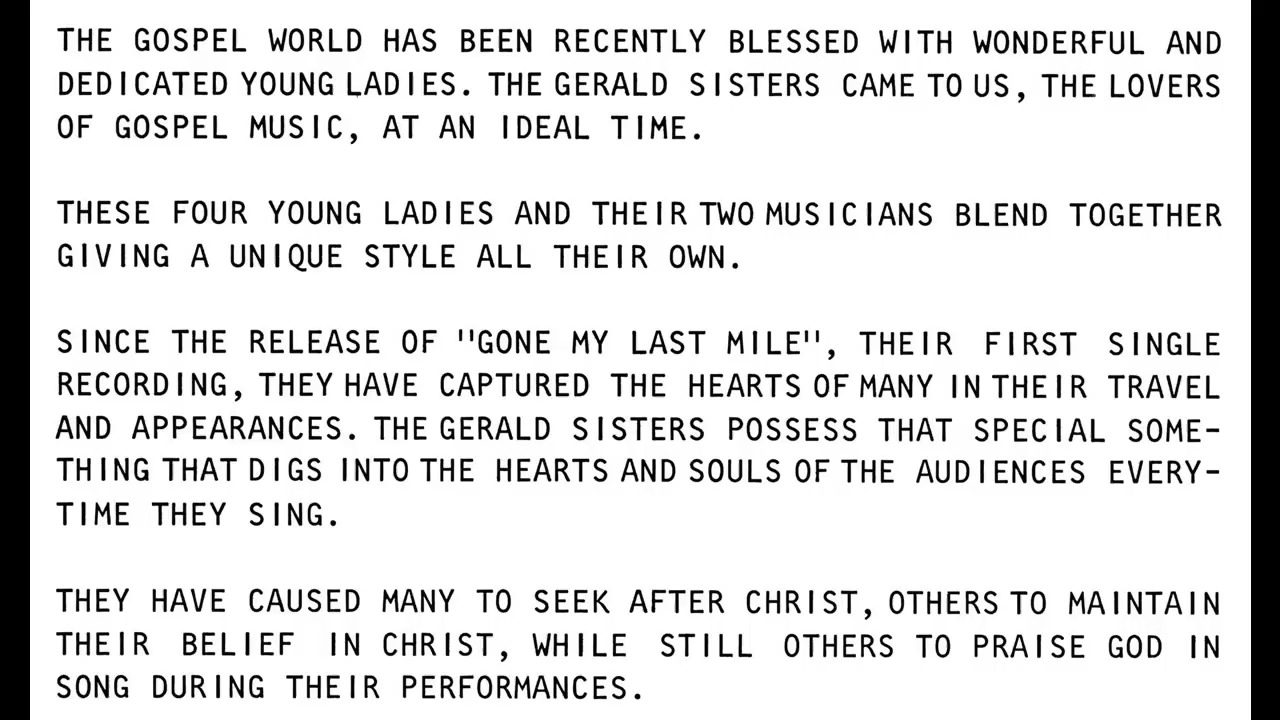 THE GOSPEL WORLD HAS BEEN RECENTLY BLESSED WITH WONDERFUL AND
DEDICATED YOUNG LADIES. THE GERALD SISTERS CAME TO US, THE LOVERS
OF GOSPEL MUSIC, AT AN IDEAL TIME.
THESE FOUR YOUNG LADIES AND THEIR TWO MUSICIANS BLEND TOGETHER
GIVING A UNIQUE STYLE ALL THEIR OWN.
SINCE THE RELEASE OF "GONE MY LAST MILE", THEIR FIRST SINGLE
RECORDING, THEY HAVE CAPTURED THE HEARTS OF MANY IN THEIR TRAVEL
AND APPEARANCES. THE GERALD SISTERS POSSESS THAT SPECIAL SOME-
THING THAT DIGS INTO THE HEARTS AND SOULS OF THE AUDIENCES EVERY-
TIME THEY SING.
THEY HAVE CAUSED MANY TO SEEK AFTER CHRIST, OTHERS TO MAINTAIN
THEIR BELIEF IN CHRIST, WHILE STILL OTHERS TO PRAISE GOD IN
SONG DURING THEIR PERFORMANCES.